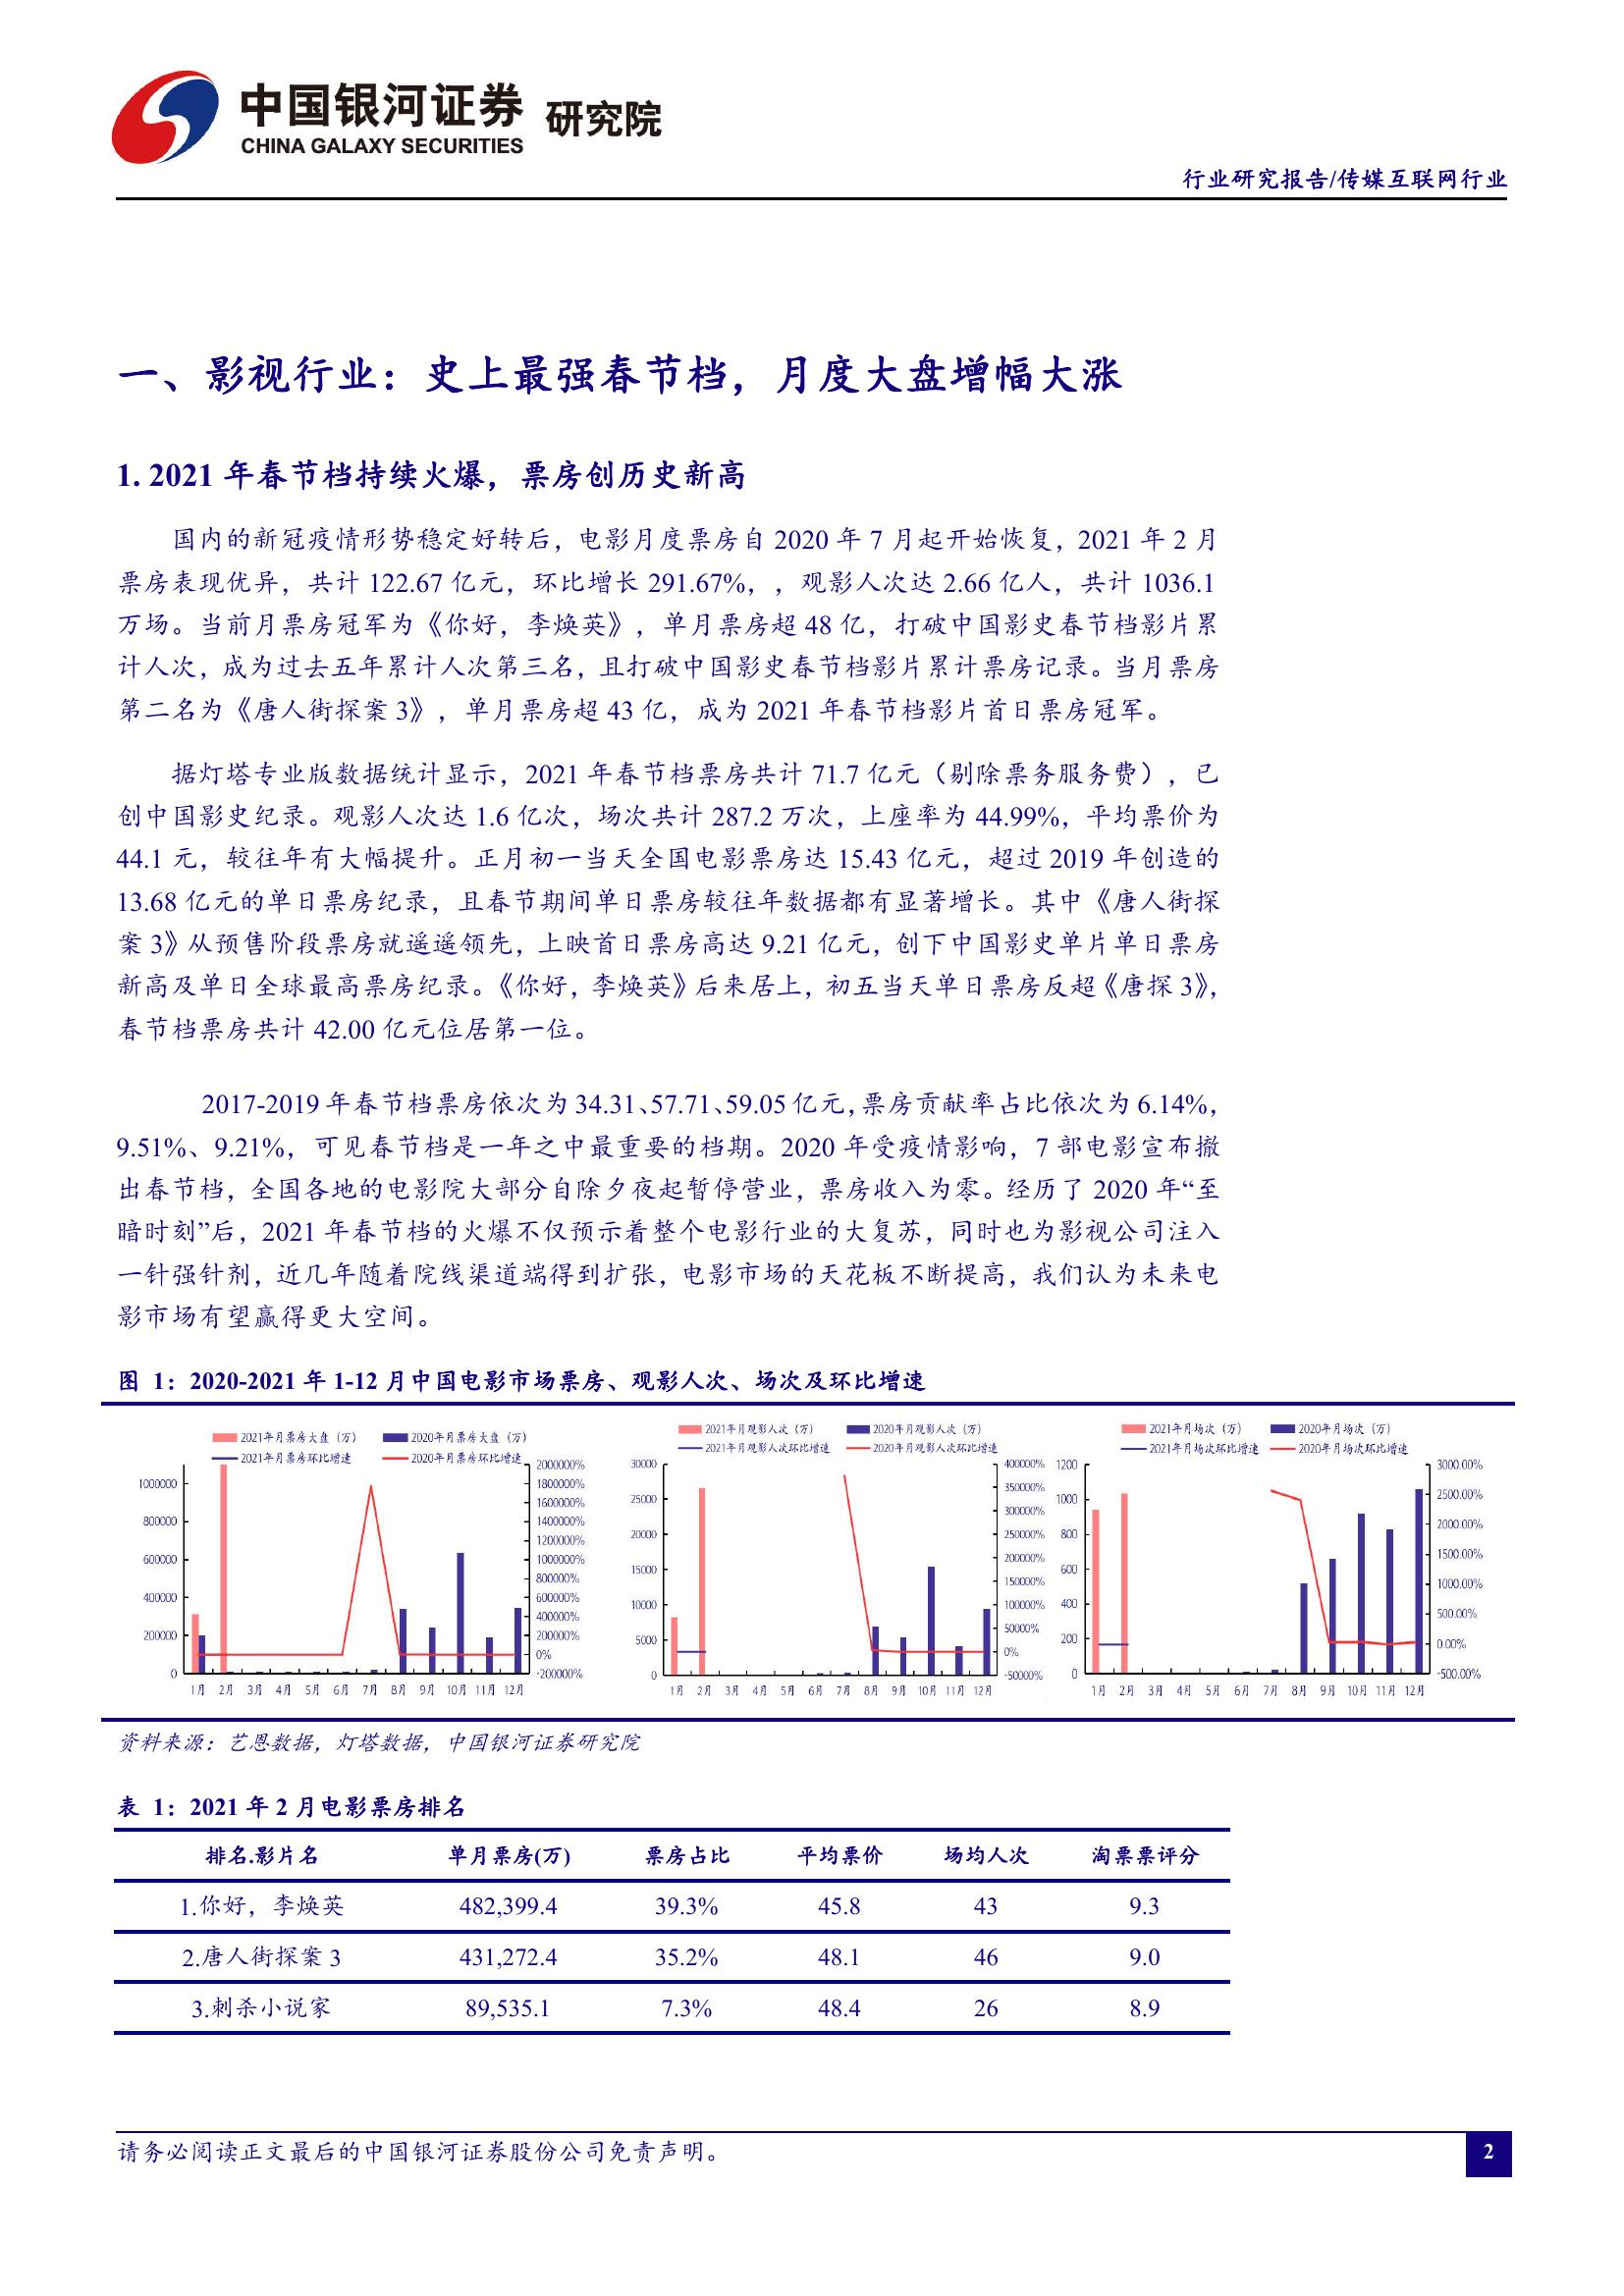 中国银河证券 研究院
CHINA GALAXY SECURITIES
行业研究报告/传媒互联网行业
一、影视行业：史上最强春节档，月度大盘增幅大涨
1. 2021 年春节档持续火爆，票房创历史新高
国内的新冠疫情形势稳定好转后，电影月度票房自 2020 年 7 月起开始恢复，2021 年 2 月
票房表现优异，共计 122.67 亿元，环比增长 291.67%，，观影人次达 2.66 亿人，共计 1036.1
万场。当前月票房冠军为《你好，李焕英》，单月票房超 48 亿，打破中国影史春节档影片累
计人次，成为过去五年累计人次第三名，且打破中国影史春节档影片累计票房记录。当月票房
第二名为《唐人街探案 3》，单月票房超 43 亿，成为 2021 年春节档影片首日票房冠军。
据灯塔专业版数据统计显示，2021 年春节档票房共计 71.7 亿元（剔除票务服务费），已
创中国影史纪录。观影人次达 1.6 亿次，场次共计 287.2 万次，上座率为 44.99%，平均票价为
44.1 元，较往年有大幅提升。正月初一当天全国电影票房达 15.43 亿元，超过 2019 年创造的
13.68 亿元的单日票房纪录，且春节期间单日票房较往年数据都有显著增长。其中《唐人街探
案 3》从预售阶段票房就遥遥领先，上映首日票房高达 9.21 亿元，创下中国影史单片单日票房
新高及单日全球最高票房纪录。《你好，李焕英》后来居上，初五当天单日票房反超《唐探 3》，
春节档票房共计 42.00 亿元位居第一位。
2017-2019 年春节档票房依次为 34.31、57.71、59.05 亿元，票房贡献率占比依次为 6.14%，
9.51%、9.21%，可见春节档是一年之中最重要的档期。2020 年受疫情影响，7 部电影宣布撤
出春节档，全国各地的电影院大部分自除夕夜起暂停营业，票房收入为零。经历了 2020 年“至
暗时刻”后，2021 年春节档的火爆不仅预示着整个电影行业的大复苏，同时也为影视公司注入
一针强针剂，近几年随着院线渠道端得到扩张，电影市场的天花板不断提高，我们认为未来电
影市场有望赢得更大空间。
图 1：2020-2021 年 1-12 月中国电影市场票房、观影人次、场次及环比增速
2021年月票房大盘（万） 2020年月票房大盘（万）
2021年月票房环比增速 2020年月票房环比增速
1000000
800000
600000
400000
200000
0
2000000%
1800000%
1600000%
1400000%
1200000%
1000000%
800000%
600000%
400000%
200000%
0%
-200000%
1月 2月 3月 4月 5月 6月 7月 8月 9月 10月 11月 12月
2021年月观影人次（万） 2020年月观影人次（万）
2021年月观影人次环比增速 2020年月观影人次环比增速
30000
25000
20000
15000
10000
5000
0
400000%
350000%
300000%
250000%
200000%
150000%
100000%
50000%
0%
-50000%
1月 2月 3月 4月 5月 6月 7月 8月 9月 10月 11月 12月
2021年月场次（万） 2020年月场次（万）
2021年月场次环比增速 2020年月场次环比增速
1200
1000
800
600
400
200
0
3000.00%
2500.00%
2000.00%
1500.00%
1000.00%
500.00%
0.00%
-500.00%
1月 2月 3月 4月 5月 6月 7月 8月 9月 10月 11月 12月
资料来源：艺恩数据，灯塔数据，中国银河证券研究院
表 1：2021 年 2 月电影票房排名
排名.影片名 单月票房(万) 票房占比 平均票价 场均人次 淘票票评分
1.你好，李焕英 482,399.4 39.3% 45.8 43 9.3
2.唐人街探案 3 431,272.4 35.2% 48.1 46 9.0
3.刺杀小说家 89,535.1 7.3% 48.4 26 8.9
请务必阅读正文最后的中国银河证券股份公司免责声明。
2